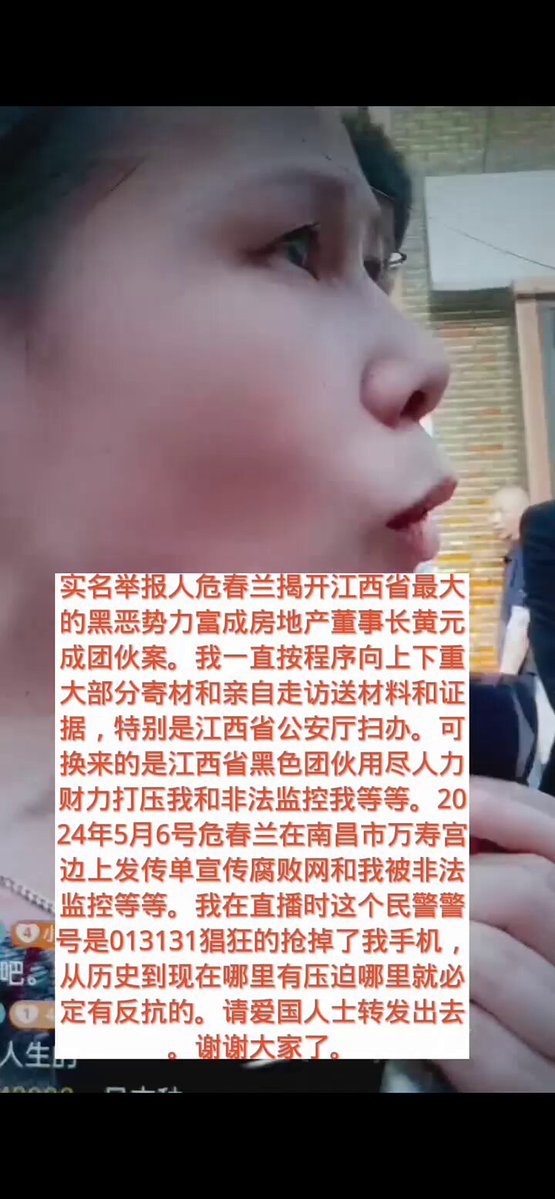 实名举报人危春兰揭开江西省最大
的黑恶势力富成房地产董事长黄元
成团伙案。我一直按程序向上下重
大部分寄材和亲自走访送材料和证
据，特别是江西省公安厅扫办。可
换来的是江西省黑色团伙用尽人力
财力打压我和非法监控我等等。20
24年5月6号危春兰在南昌市万寿宫
边上发传单宣传腐败网和我被非法
监控等等。我在直播时这个民警警
号是013131猖狂的抢掉了我手机，
从历史到现在哪里有压迫哪里就必
定有反抗的。请爱国人士转发出去
。谢谢大家了。
4 小
吧。
1
人生的